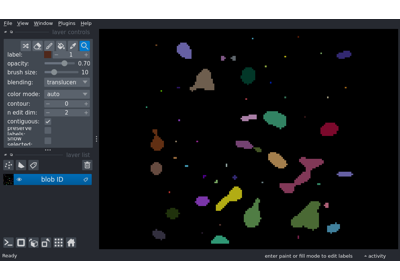 File View Window Plugins Help
layer controls
label: 1
opacity: 0.70
brush size: 10
blending: translucen
color mode: auto
contour: 0
n edit dim: 2
contiguous:
preserve labels:
show selected:
layer list
blob ID
Ready
enter paint or fill mode to edit labels
activity